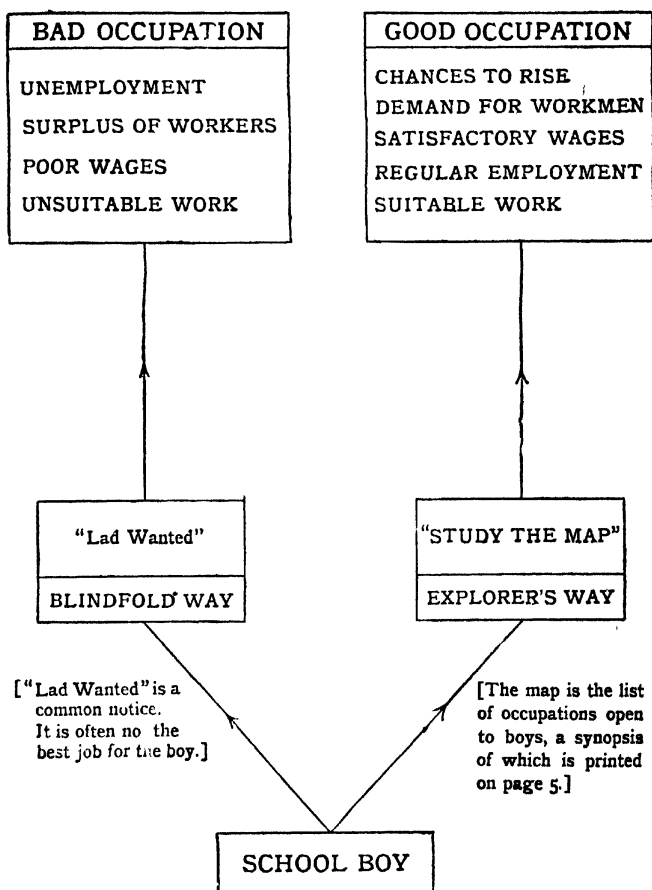 BAD OCCUPATION
UNEMPLOYMENT
SURPLUS OF WORKERS
POOR WAGES
UNSUITABLE WORK
GOOD OCCUPATION
CHANCES TO RISE
DEMAND FOR WORKMEN
SATISFACTORY WAGES
REGULAR EMPLOYMENT
SUITABLE WORK
"Lad Wanted"
BLINDFOLD WAY
"STUDY THE MAP"
EXPLORER'S WAY
["Lad Wanted" is a
common notice.
It is often no the
best job for the boy.]
[The map is the list
of occupations open
to boys, a synopsis
of which is printed
on page 5.]
SCHOOL BOY